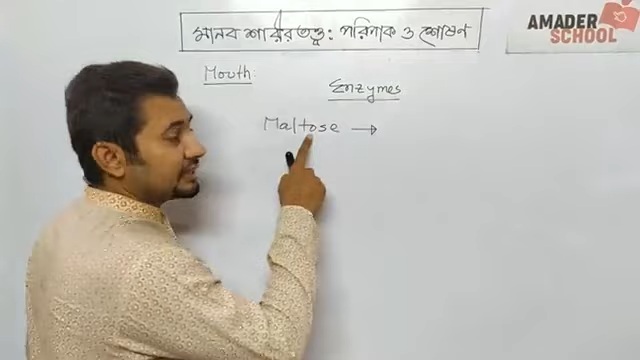 মানব শারীরতত্ত্ব: পরিপাক ও শোষণ
AMADER
SCHOOL
Mouth:
Enzymes
Maltose →